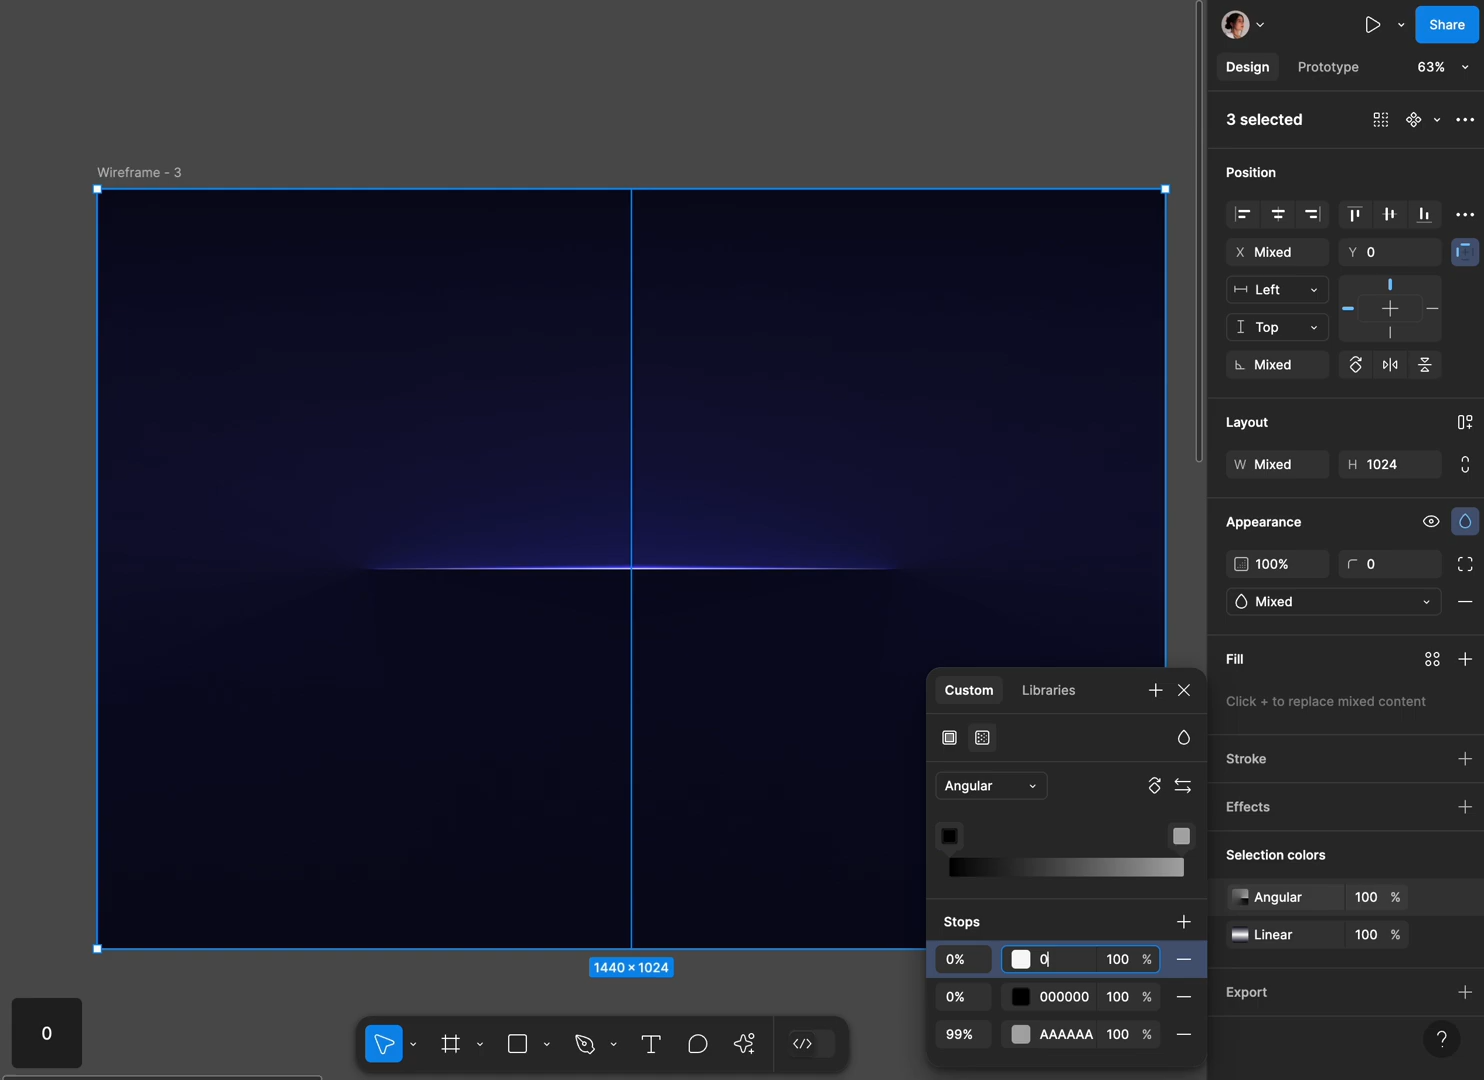 Share
Design
Prototype
63%
3 selected
Wireframe - 3
Position
X Mixed
Y 0
Left
Top
Mixed
Layout
W Mixed
H 1024
Appearance
100%
0
Mixed
Fill
Click + to replace mixed content
Stroke
Effects
Selection colors
Angular 100 %
Linear 100 %
Export
?
Custom
Libraries
Angular
Stops
0% 0 100 %
0% 000000 100 %
99% AAAAAA 100 %
1440 × 1024
0
T